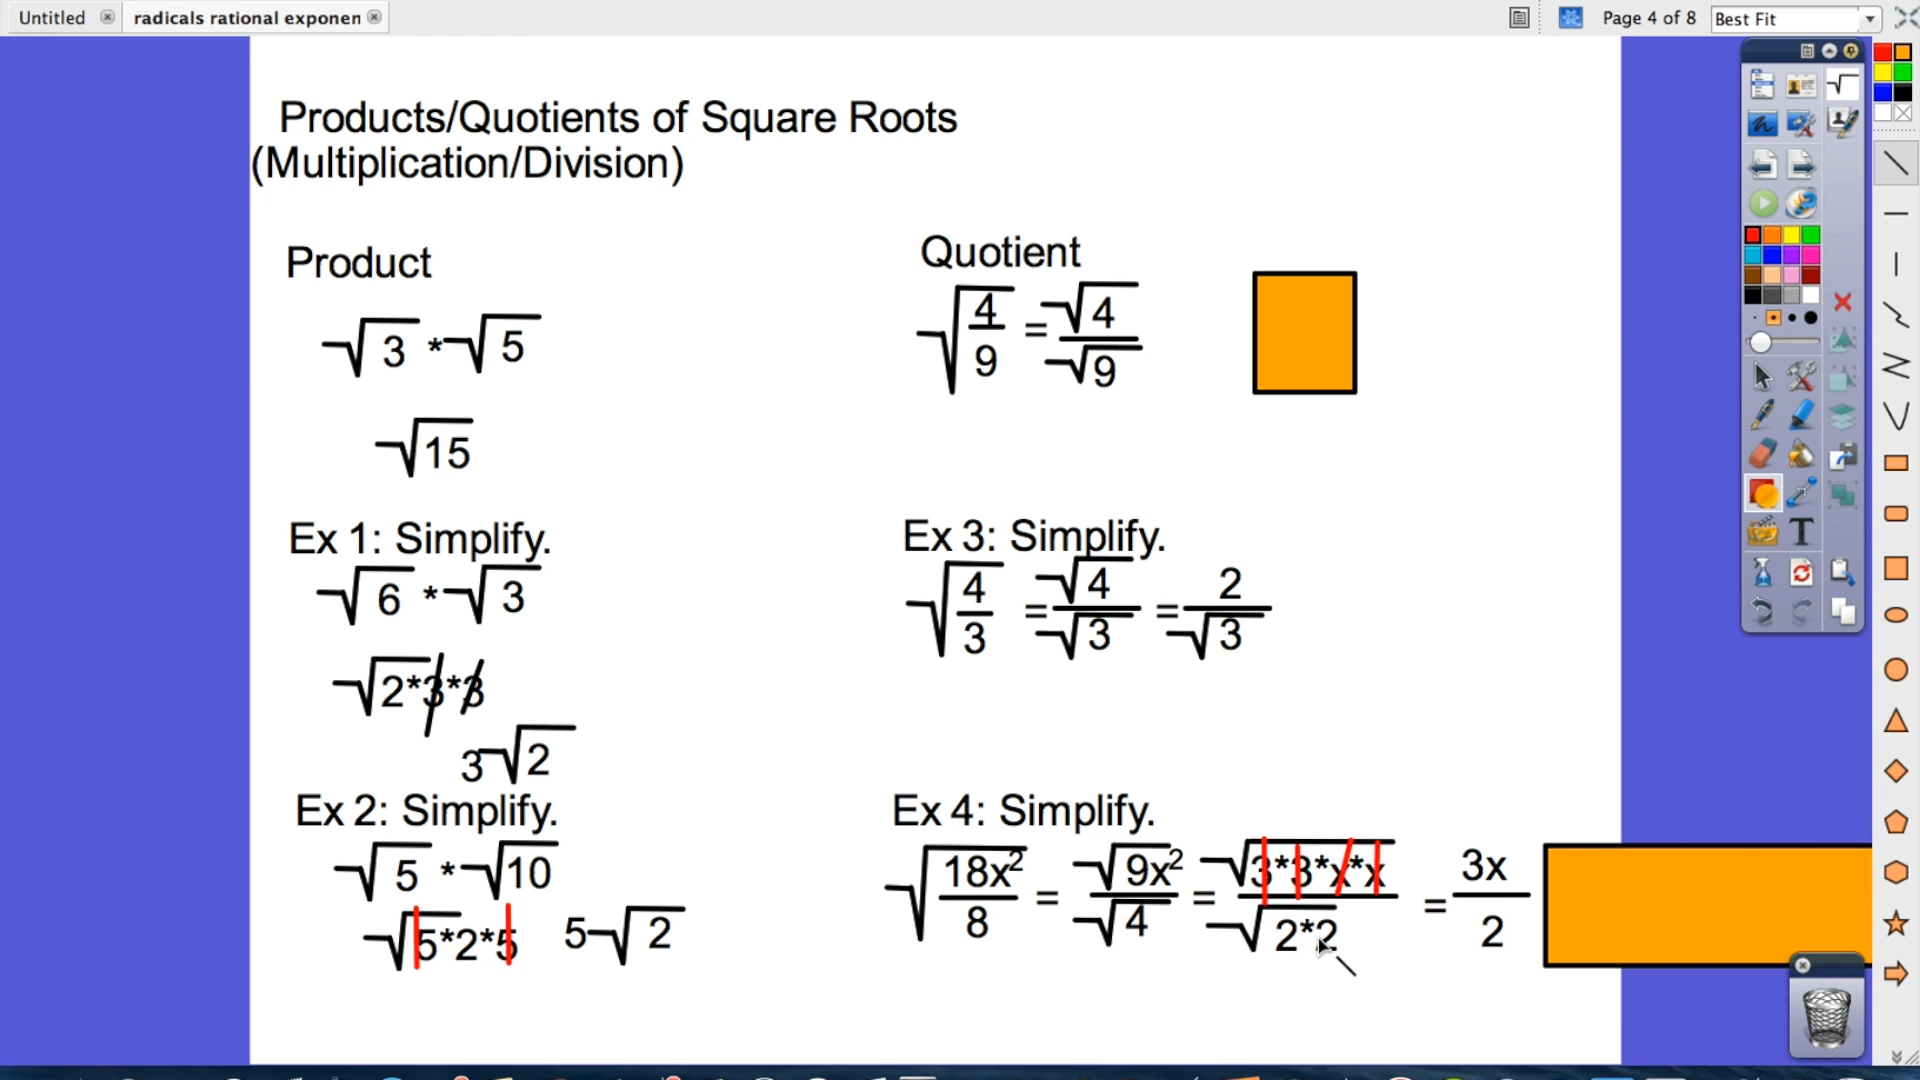 Untitled
radicals rational exponen
Page 4 of 8
Best Fit
Products/Quotients of Square Roots
(Multiplication/Division)
Product
√3 * √5
√15
Ex 1: Simplify.
√6 * √3
√2*3*3
3√2
Ex 2: Simplify.
√5 * √10
√5*2*5 5√2
Quotient
√4/9 = √4/√9
Ex 3: Simplify.
√4/3 = √4/√3 = 2/√3
Ex 4: Simplify.
√18x²/8 = √9x²/√4 = √3*3*x*x/√2*2 = 3x/2
T